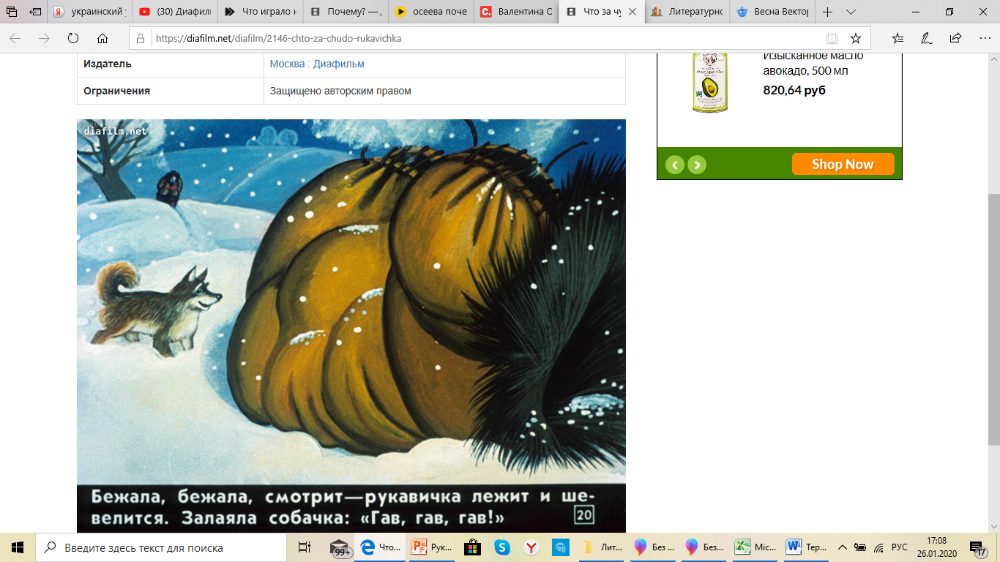 украинский у
(30) Диафил
Что играло н
Почему? — д
осеева поче
Валентина О
Что за чу
Литературно
Весна Вектор
https://diafilm.net/diafilm/2146-chto-za-chudo-rukavichka
Издатель
Москва : Диафильм
Ограничения
Защищено авторским правом
Изысканное масло
авокадо, 500 мл
820,64 руб
Shop Now
diafilm.net
Бежала, бежала, смотрит—рукавичка лежит и ше-
велится. Залаяла собачка: «Гав, гав, гав!»
20
Введите здесь текст для поиска
99+
Что...
Рук...
Лит...
Без ...
Без...
Mic...
Тер...
РУС
17:08
26.01.2020
17